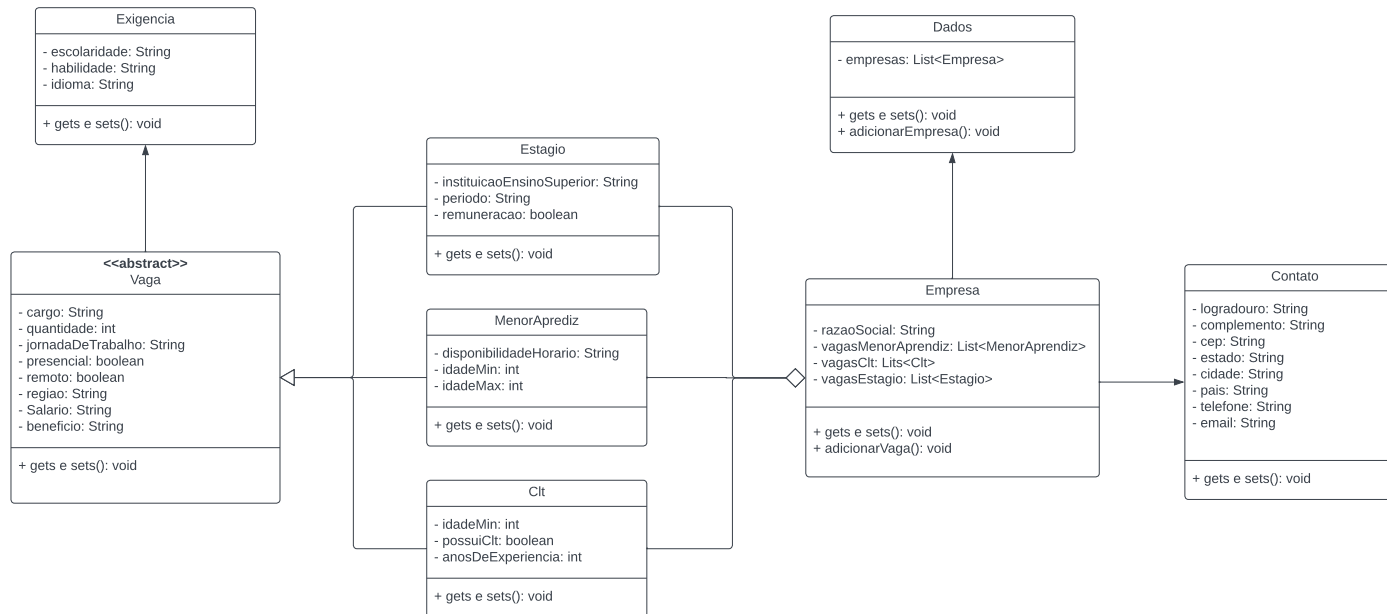 Exigencia
- escolaridade: String
- habilidade: String
- idioma: String
+ gets e sets(): void
Dados
- empresas: List<Empresa>
+ gets e sets(): void
+ adicionarEmpresa(): void
Estagio
- instituicaoEnsinoSuperior: String
- periodo: String
- remuneracao: boolean
+ gets e sets(): void
<<abstract>>
Vaga
- cargo: String
- quantidade: int
- jornadaDeTrabalho: String
- presencial: boolean
- remoto: boolean
- regiao: String
- Salario: String
- beneficio: String
+ gets e sets(): void
MenorAprediz
- disponibilidadeHorario: String
- idadeMin: int
- idadeMax: int
+ gets e sets(): void
Empresa
- razaoSocial: String
- vagasMenorAprendiz: List<MenorAprendiz>
- vagasClt: Lits<Clt>
- vagasEstagio: List<Estagio>
+ gets e sets(): void
+ adicionarVaga(): void
Contato
- logradouro: String
- complemento: String
- cep: String
- estado: String
- cidade: String
- pais: String
- telefone: String
- email: String
+ gets e sets(): void
Clt
- idadeMin: int
- possuiClt: boolean
- anosDeExperiencia: int
+ gets e sets(): void